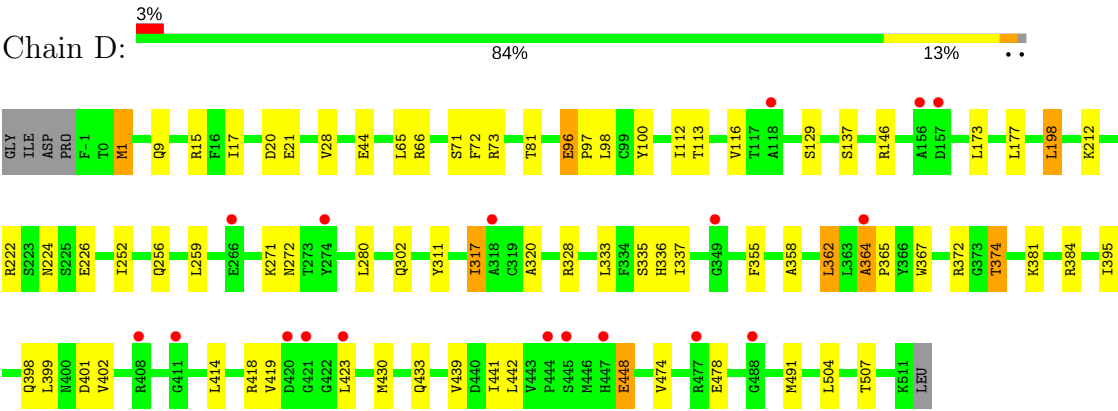 3%
Chain D:
84% 13% • •
GLY ILE ASP PRO F-1 T0 M1 Q9 R15 F16 I17 D20 E21 V28 E44 L65 R66 S71 F72 R73 T81 E96 P97 L98 C99 Y100 I112 T113 V116 T117 A118 S129 S137 R146 A156 D157 L173 L177 L198 K212
R222 S223 N224 S225 E226 I252 Q256 L259 E266 K271 N272 T273 Y274 L280 Q302 Y311 I317 A318 C319 A320 R328 L333 F334 S335 H336 I337 G349 F355 A358 L362 L363 A364 P365 Y366 W367 R372 G373 T374 K381 R384 I395
Q398 L399 N400 D401 V402 R408 G411 L414 R418 V419 D420 G421 G422 L423 M430 Q433 V439 D440 I441 L442 V443 P444 S445 M446 H447 E448 V474 R477 E478 G488 M491 L504 T507 K511 LEU